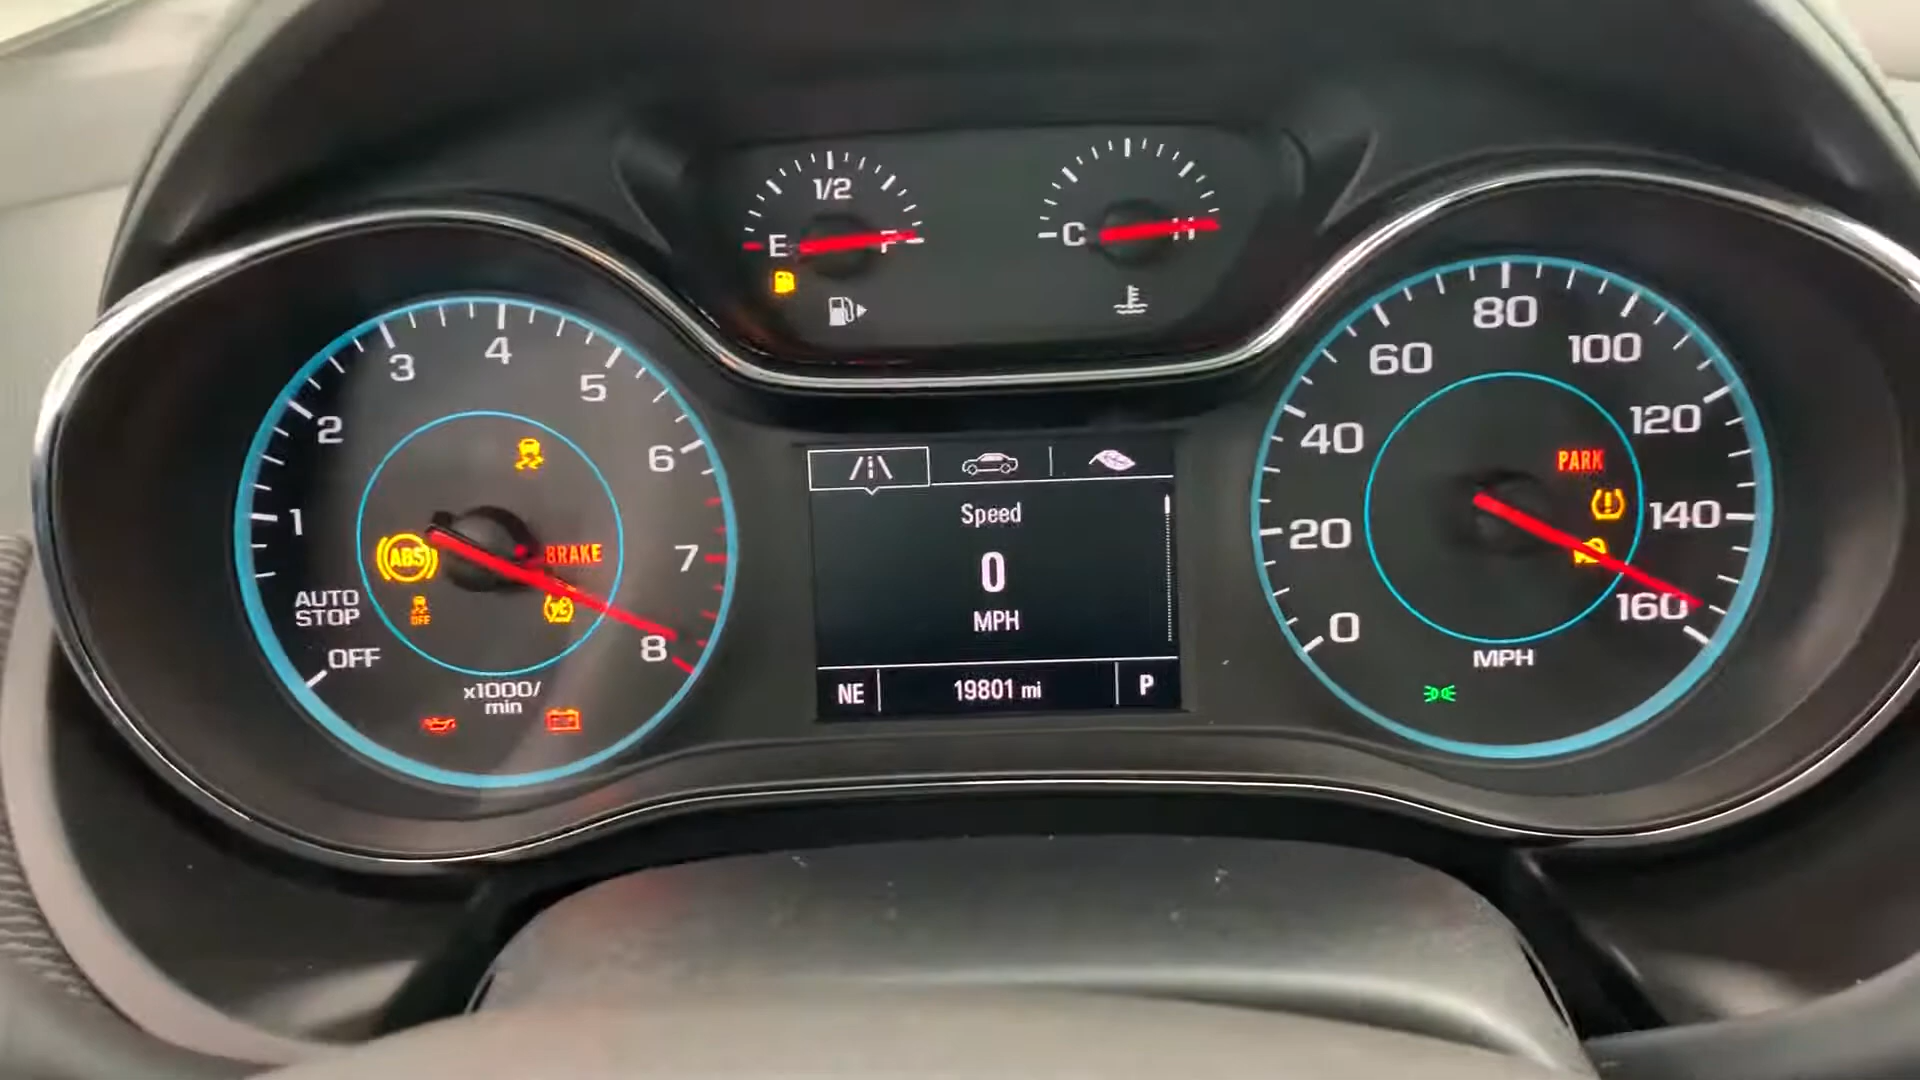 1/2
E
F
C
H
OFF
AUTO
STOP
1
2
3
4
5
6
7
8
ABS
BRAKE
OFF
x1000/
min
Speed
0
MPH
NE
19801 mi
P
0
20
40
60
80
100
120
140
160
PARK
MPH